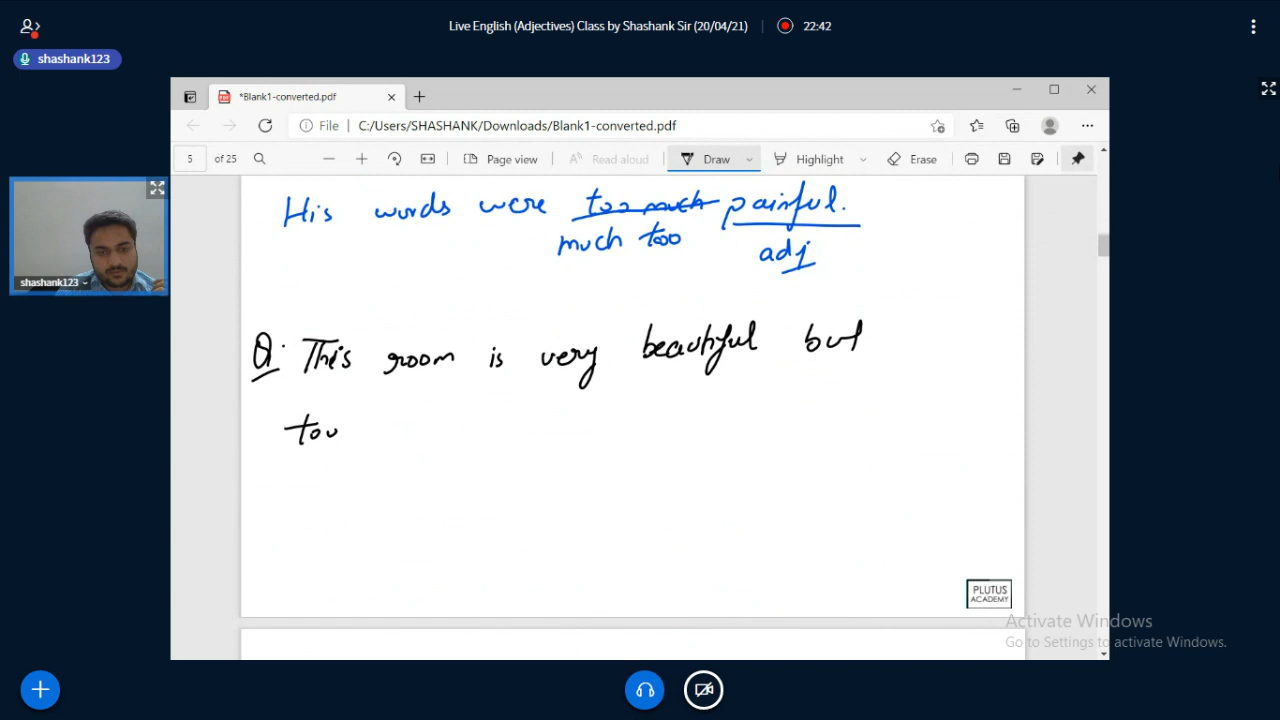 Live English (Adjectives) Class by Shashank Sir (20/04/21)
22:42
shashank123
*Blank1-converted.pdf
File C:/Users/SHASHANK/Downloads/Blank1-converted.pdf
5 of 25 Page view Read aloud Draw Highlight Erase
His words were too much painful.
much too adj
shashank123
Q. This room is very beautiful but
too
PLUTUS
ACADEMY
Activate Windows
Go to Settings to activate Windows.